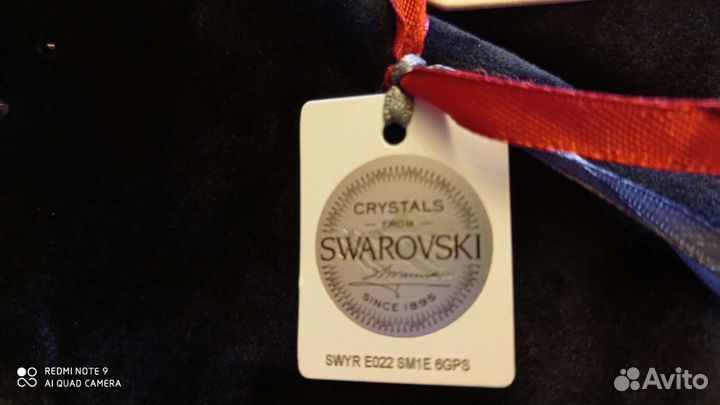 CRYSTALS
FROM
SWAROVSKI
SINCE 1895
SWYR E022 SM1E 6GPS
REDMI NOTE 9
AI QUAD CAMERA
Avito